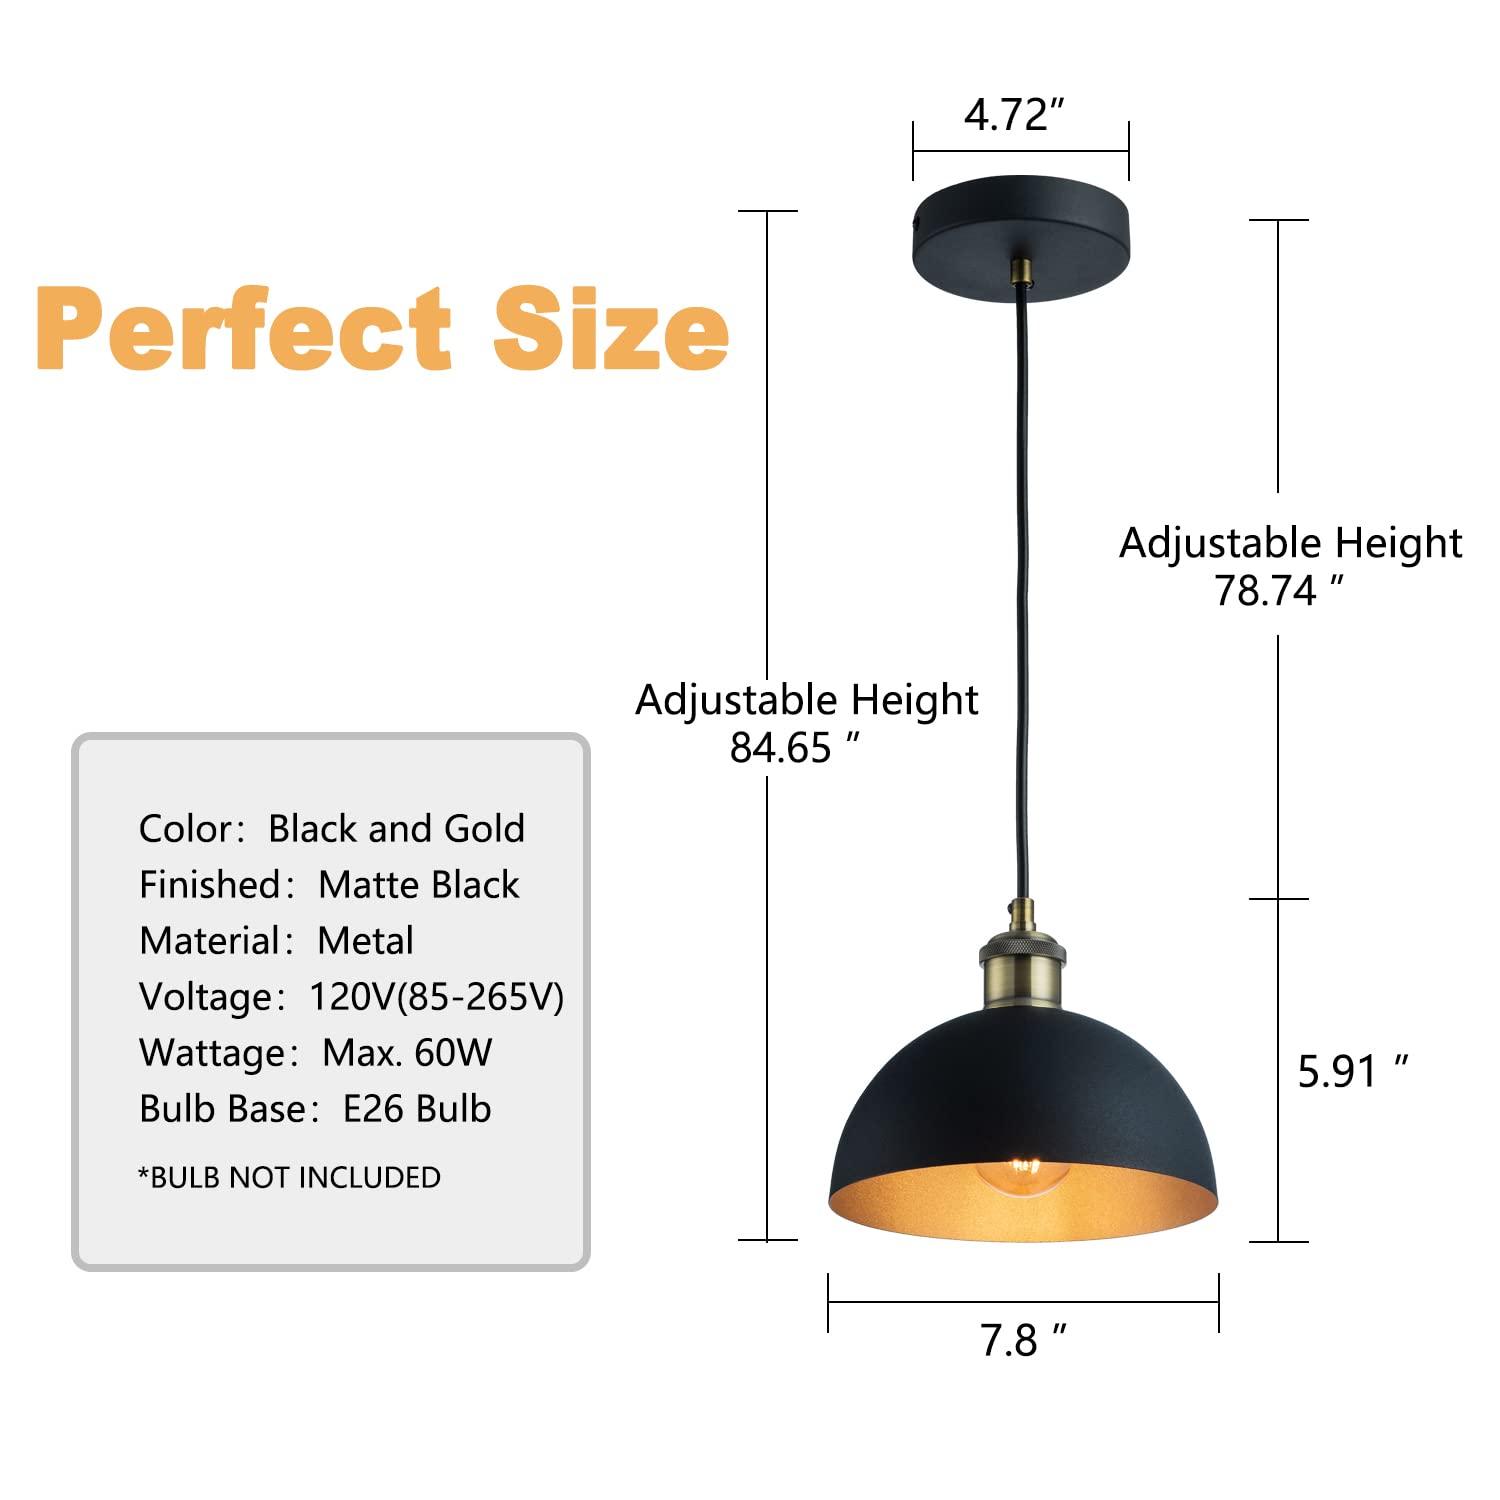 4.72"
Perfect Size
Adjustable Height
78.74 "
Adjustable Height
84.65 "
Color: Black and Gold
Finished: Matte Black
Material: Metal
Voltage: 120V(85-265V)
Wattage: Max. 60W
Bulb Base: E26 Bulb
*BULB NOT INCLUDED
5.91 "
7.8 "